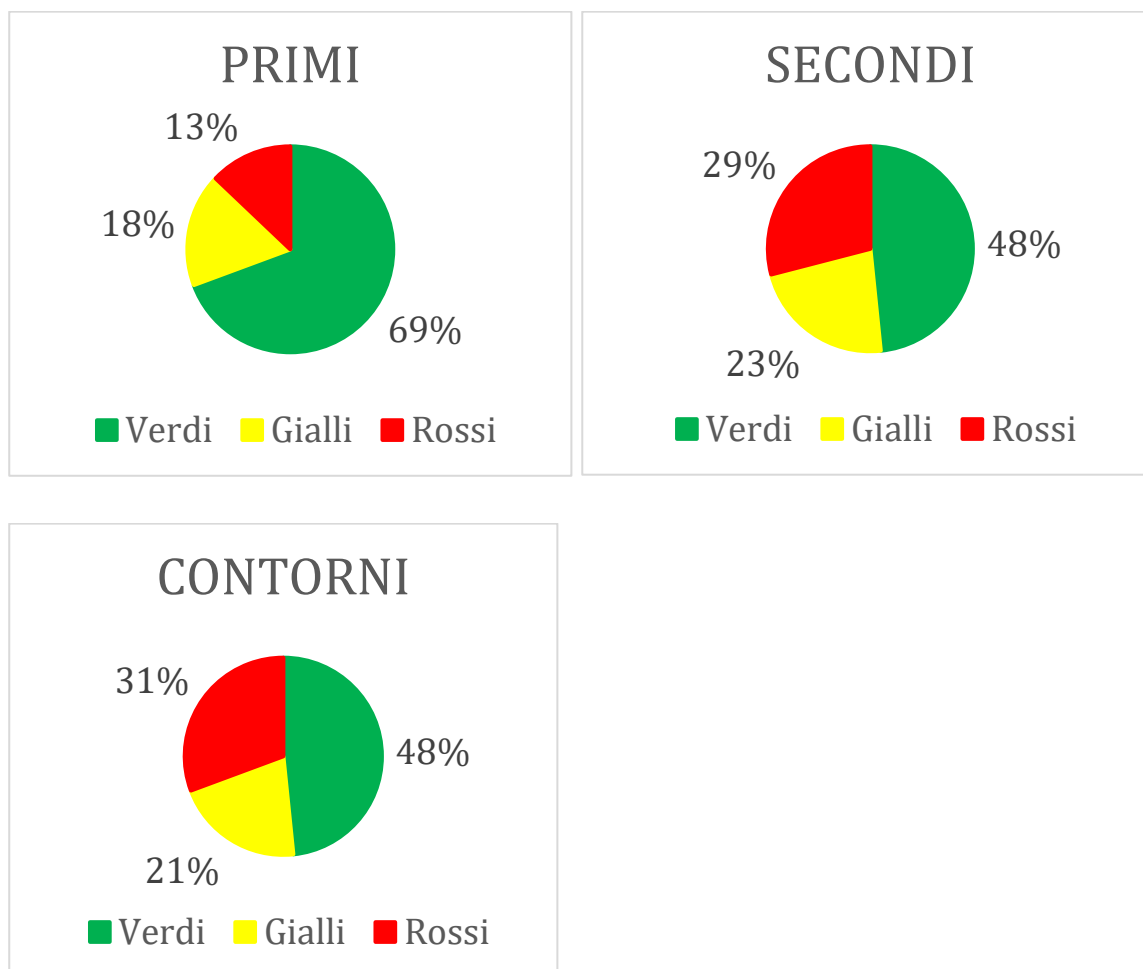 PRIMI
13%
18%
69%
Verdi Gialli Rossi
SECONDI
29%
48%
23%
Verdi Gialli Rossi
CONTORNI
31%
48%
21%
Verdi Gialli Rossi